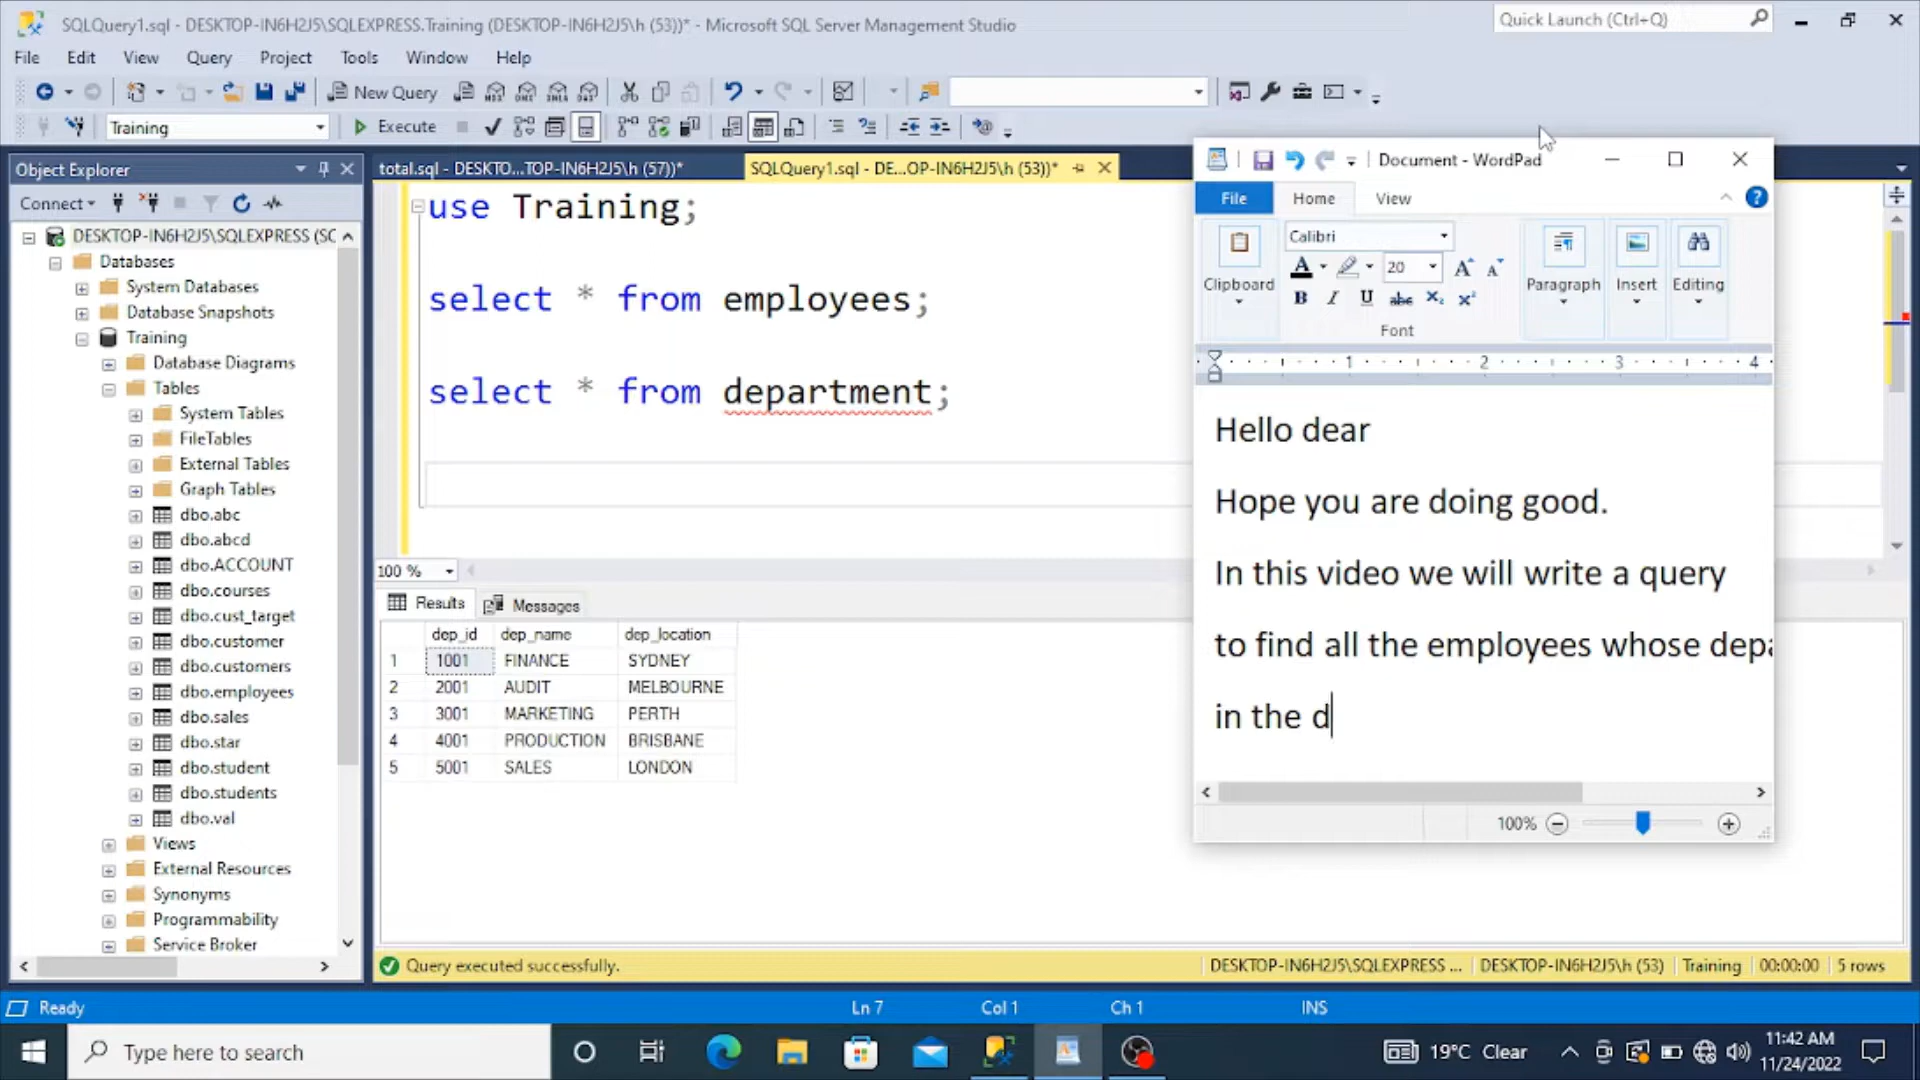 SQLQuery1.sql - DESKTOP-IN6H2J5\SQLEXPRESS.Training (DESKTOP-IN6H2J5\h (53))* - Microsoft SQL Server Management Studio
Quick Launch (Ctrl+Q)
File Edit View Query Project Tools Window Help
New Query
Training
Execute
Object Explorer
Connect
DESKTOP-IN6H2J5\SQLEXPRESS (SC
Databases
System Databases
Database Snapshots
Training
Database Diagrams
Tables
System Tables
FileTables
External Tables
Graph Tables
dbo.abc
dbo.abcd
dbo.ACCOUNT
dbo.courses
dbo.cust_target
dbo.customer
dbo.customers
dbo.employees
dbo.sales
dbo.star
dbo.student
dbo.students
dbo.val
Views
External Resources
Synonyms
Programmability
Service Broker
total.sql - DESKTO...TOP-IN6H2J5\h (57))*
SQLQuery1.sql - DE...OP-IN6H2J5\h (53))*
use Training;
select * from employees;
select * from department;
100 %
Results Messages
dep_id dep_name dep_location
1 1001 FINANCE SYDNEY
2 2001 AUDIT MELBOURNE
3 3001 MARKETING PERTH
4 4001 PRODUCTION BRISBANE
5 5001 SALES LONDON
Document - WordPad
File Home View
Calibri
20
Clipboard
Font
Paragraph
Insert
Editing
1 2 3 4
Hello dear
Hope you are doing good.
In this video we will write a query
to find all the employees whose depa
in the d
100%
Query executed successfully.
DESKTOP-IN6H2J5\SQLEXPRESS ... DESKTOP-IN6H2J5\h (53) Training 00:00:00 5 rows
Ready Ln 7 Col 1 Ch 1 INS
Type here to search
19°C Clear
11:42 AM
11/24/2022